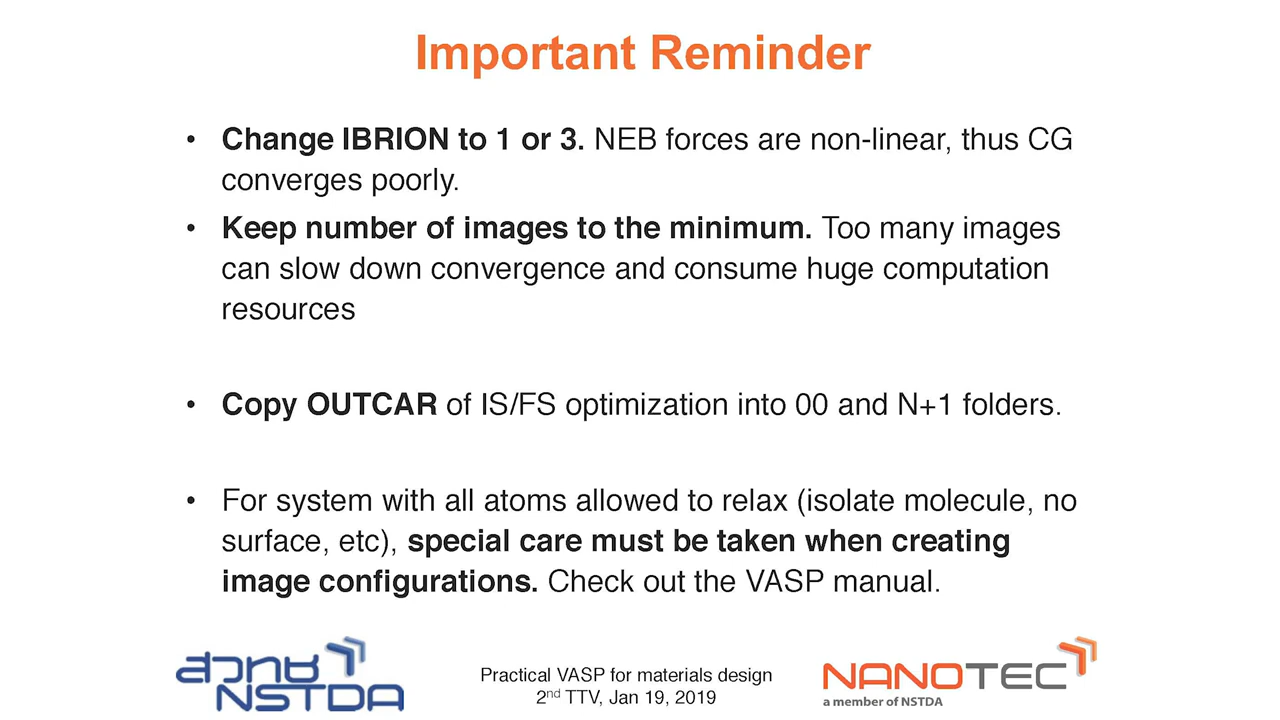 Important Reminder
• Change IBRION to 1 or 3. NEB forces are non-linear, thus CG
converges poorly.
• Keep number of images to the minimum. Too many images
can slow down convergence and consume huge computation
resources
• Copy OUTCAR of IS/FS optimization into 00 and N+1 folders.
• For system with all atoms allowed to relax (isolate molecule, no
surface, etc), special care must be taken when creating
image configurations. Check out the VASP manual.
สวทช
NSTDA
Practical VASP for materials design
2nd TTV, Jan 19, 2019
NANOTEC
a member of NSTDA